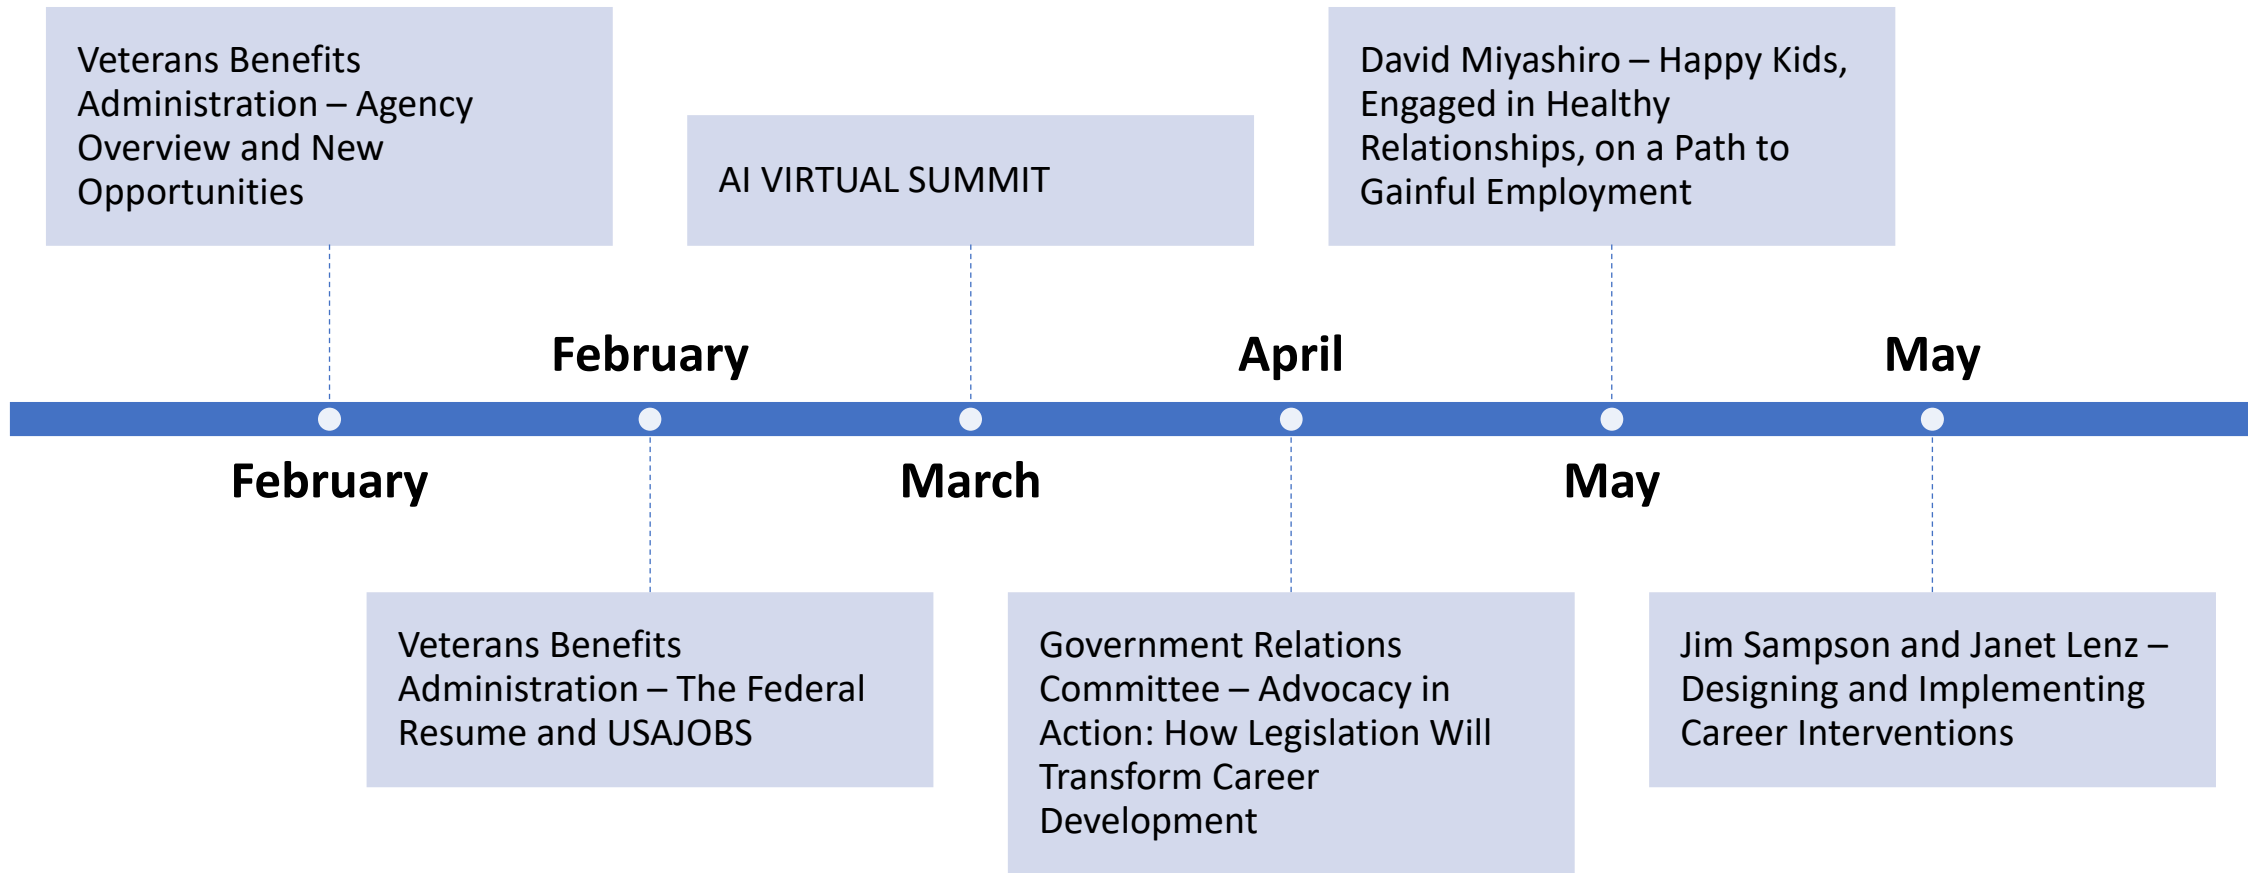 Veterans Benefits
Administration – Agency
Overview and New
Opportunities
February
February
Veterans Benefits
Administration – The Federal
Resume and USAJOBS
AI VIRTUAL SUMMIT
March
April
Government Relations
Committee – Advocacy in
Action: How Legislation Will
Transform Career
Development
David Miyashiro – Happy Kids,
Engaged in Healthy
Relationships, on a Path to
Gainful Employment
May
May
Jim Sampson and Janet Lenz –
Designing and Implementing
Career Interventions